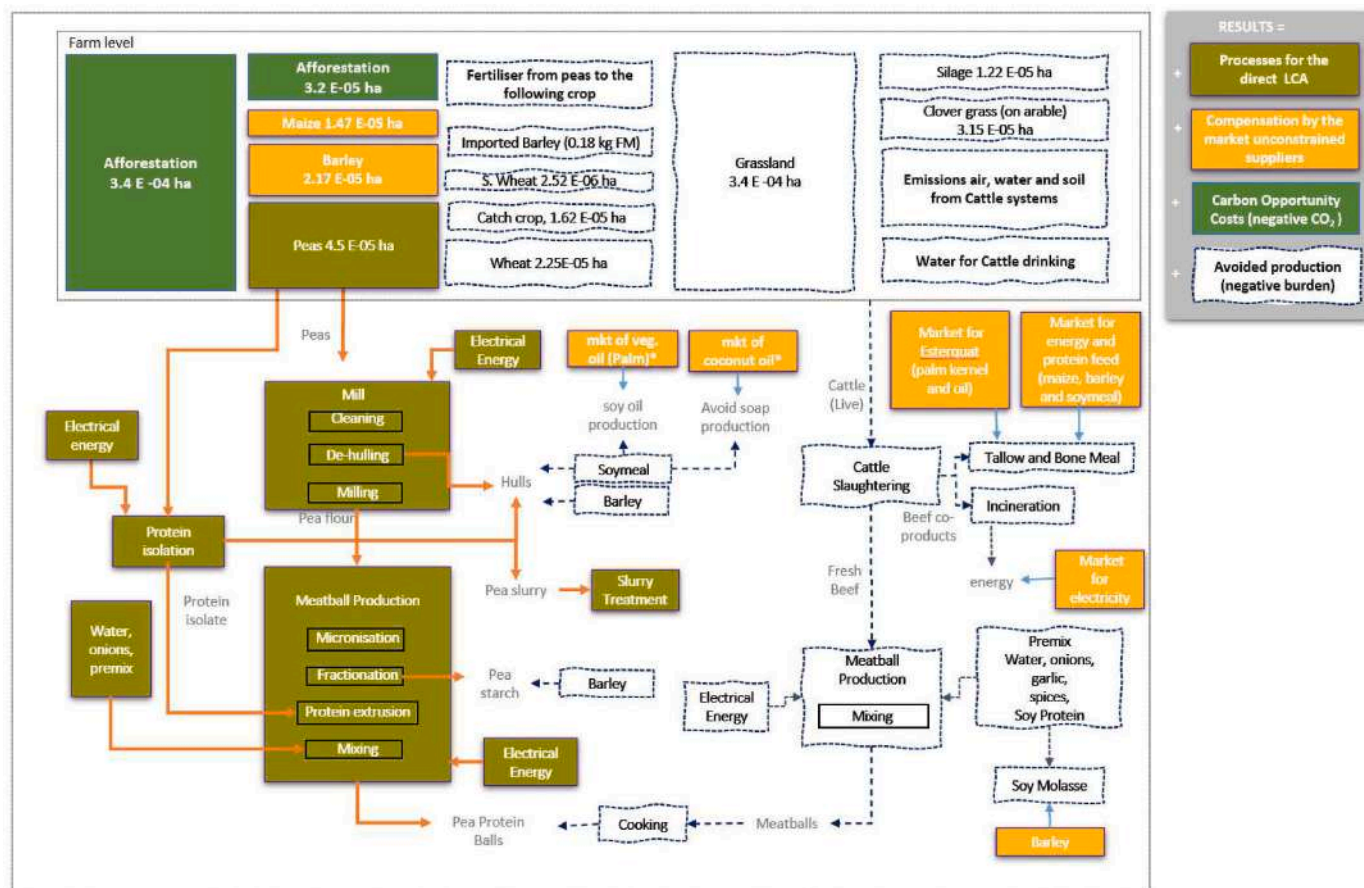 Farm level
Afforestation
3.4 E -04 ha
Afforestation
3.2 E-05 ha
Maize 1.47 E-05 ha
Barley
2.17 E-05 ha
Peas 4.5 E-05 ha
Fertiliser from peas to the
following crop
Imported Barley (0.18 kg FM)
S. Wheat 2.52 E-06 ha
Catch crop, 1.62 E-05 ha
Wheat 2.25E-05 ha
Grassland
3.4 E -04 ha
Silage 1.22 E-05 ha
Clover grass (on arable)
3.15 E-05 ha
Emissions air, water and soil
from Cattle systems
Water for Cattle drinking
RESULTS =
+
Processes for the
direct LCA
+
Compensation by the
market unconstrained
suppliers
+
Carbon Opportunity
Costs (negative CO₂ )
+
Avoided production
(negative burden)
Peas
Electrical
Energy
mkt of veg.
oil (Palm)*
mkt of
coconut oil*
Market for
Esterquat
(palm kernel
and oil)
Market for
energy and
protein feed
(maize, barley
and soymeal)
Mill
Cleaning
De-hulling
Milling
Electrical
energy
soy oil
production
Avoid soap
production
Cattle
(Live)
Hulls
Soymeal
Barley
Cattle
Slaughtering
Tallow and Bone Meal
Incineration
Beef co-
products
Pea flour
Protein
isolation
Protein
isolate
Pea slurry
Slurry
Treatment
Fresh
Beef
energy
Market
for
electricity
Water,
onions,
premix
Meatball Production
Micronisation
Fractionation
Protein extrusion
Mixing
Pea
starch
Barley
Electrical
Energy
Electrical
Energy
Meatball
Production
Mixing
Premix
Water, onions,
garlic,
spices,
Soy Protein
Soy Molasse
Barley
Pea Protein
Balls
Cooking
Meatballs